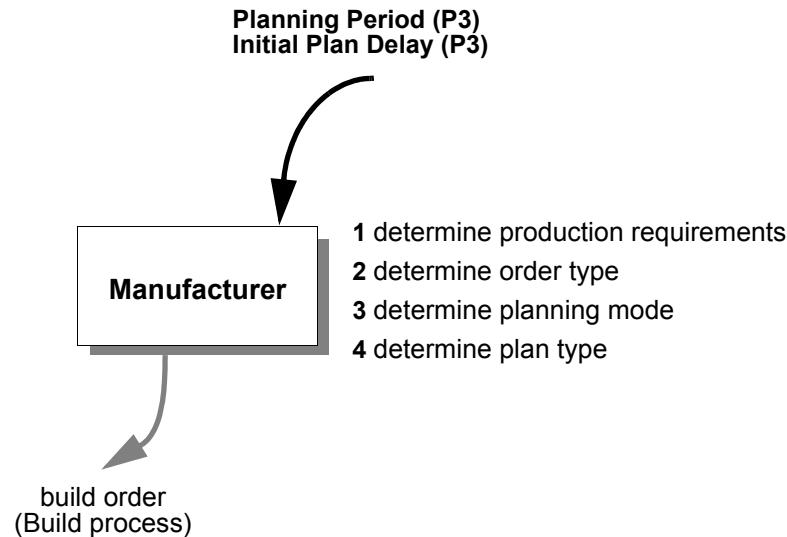 Planning Period (P3)
Initial Plan Delay (P3)
Manufacturer
1 determine production requirements
2 determine order type
3 determine planning mode
4 determine plan type
build order
(Build process)